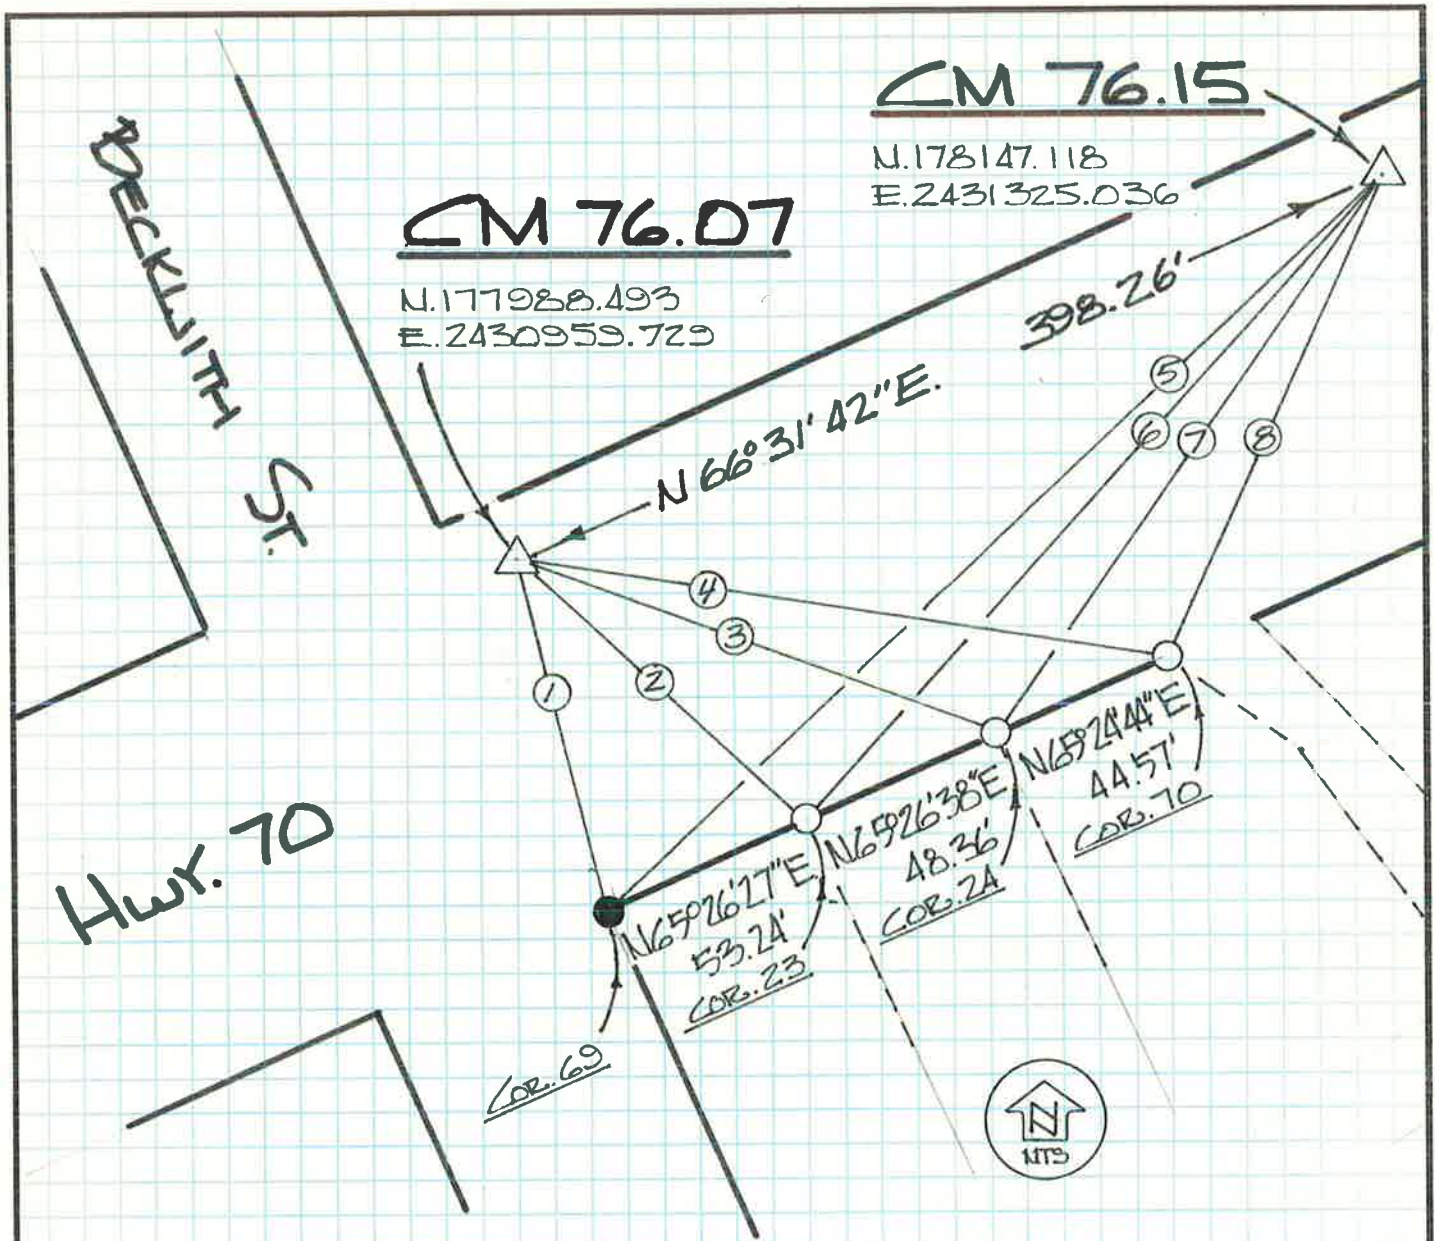 CM 76.15
N.178147.118
E.2431325.036
BECKWITH ST.
CM 76.07
N.177988.493
E.2430959.729
398.26'
N 66° 31' 42" E.
5
6
7
8
4
3
2
1
N65°24'44"E
44.57'
COR. 70
N65°26'38"E
48.36'
COR. 24
N65°26'27"E
53.24'
COR. 23
HWY. 70
COR. 69
N
NTS